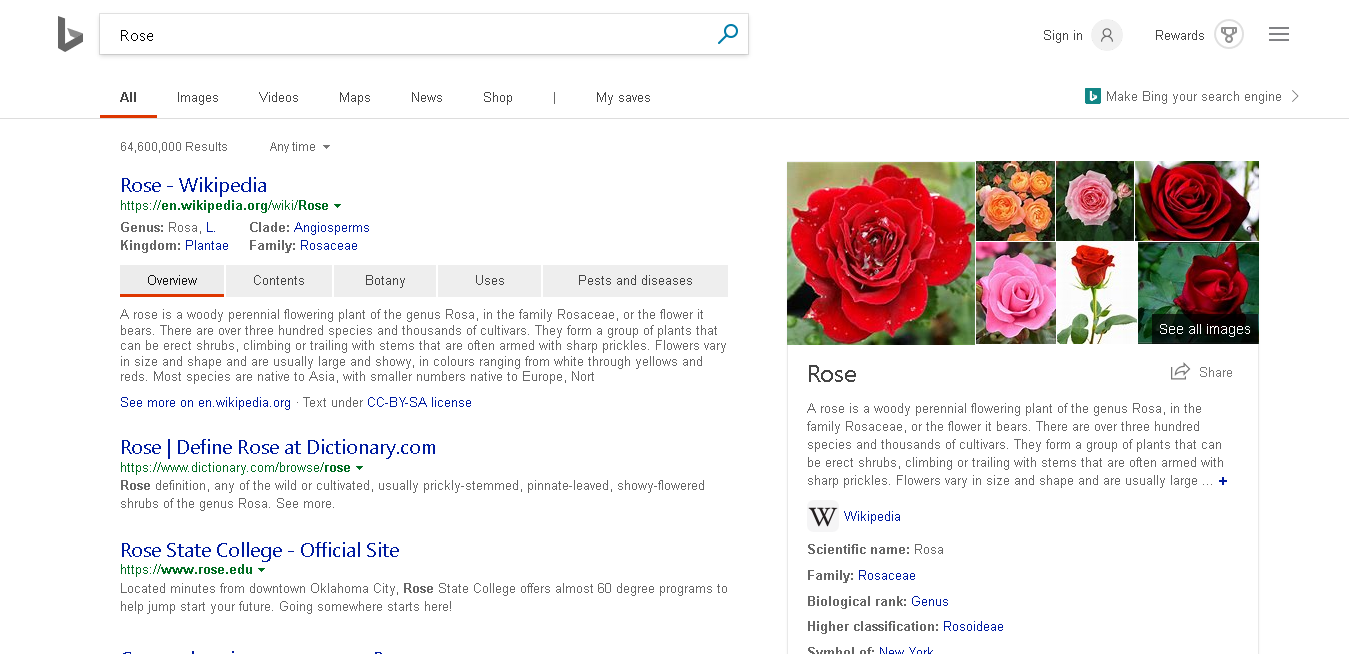 Rose
Sign in
Rewards
All Images Videos Maps News Shop | My saves
Make Bing your search engine
64,600,000 Results Any time
Rose - Wikipedia
https://en.wikipedia.org/wiki/Rose
Genus: Rosa, L. Clade: Angiosperms
Kingdom: Plantae Family: Rosaceae
Overview Contents Botany Uses Pests and diseases
A rose is a woody perennial flowering plant of the genus Rosa, in the family Rosaceae, or the flower it
bears. There are over three hundred species and thousands of cultivars. They form a group of plants that
can be erect shrubs, climbing or trailing with stems that are often armed with sharp prickles. Flowers vary
in size and shape and are usually large and showy, in colours ranging from white through yellows and
reds. Most species are native to Asia, with smaller numbers native to Europe, Nort
See more on en.wikipedia.org · Text under CC-BY-SA license
Rose | Define Rose at Dictionary.com
https://www.dictionary.com/browse/rose
Rose definition, any of the wild or cultivated, usually prickly-stemmed, pinnate-leaved, showy-flowered
shrubs of the genus Rosa. See more.
Rose State College - Official Site
https://www.rose.edu
Located minutes from downtown Oklahoma City, Rose State College offers almost 60 degree programs to
help jump start your future. Going somewhere starts here!
See all images
Rose
Share
A rose is a woody perennial flowering plant of the genus Rosa, in the
family Rosaceae, or the flower it bears. There are over three hundred
species and thousands of cultivars. They form a group of plants that can
be erect shrubs, climbing or trailing with stems that are often armed with
sharp prickles. Flowers vary in size and shape and are usually large ... +
W Wikipedia
Scientific name: Rosa
Family: Rosaceae
Biological rank: Genus
Higher classification: Rosoideae
Symbol of: New York